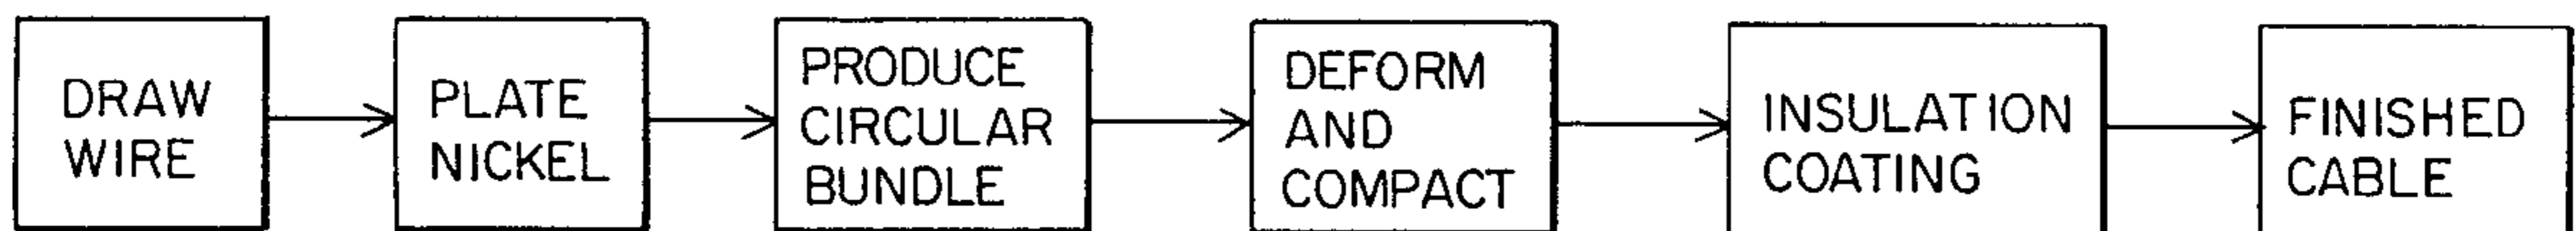 DRAW
WIRE
PLATE
NICKEL
PRODUCE
CIRCULAR
BUNDLE
DEFORM
AND
COMPACT
INSULATION
COATING
FINISHED
CABLE